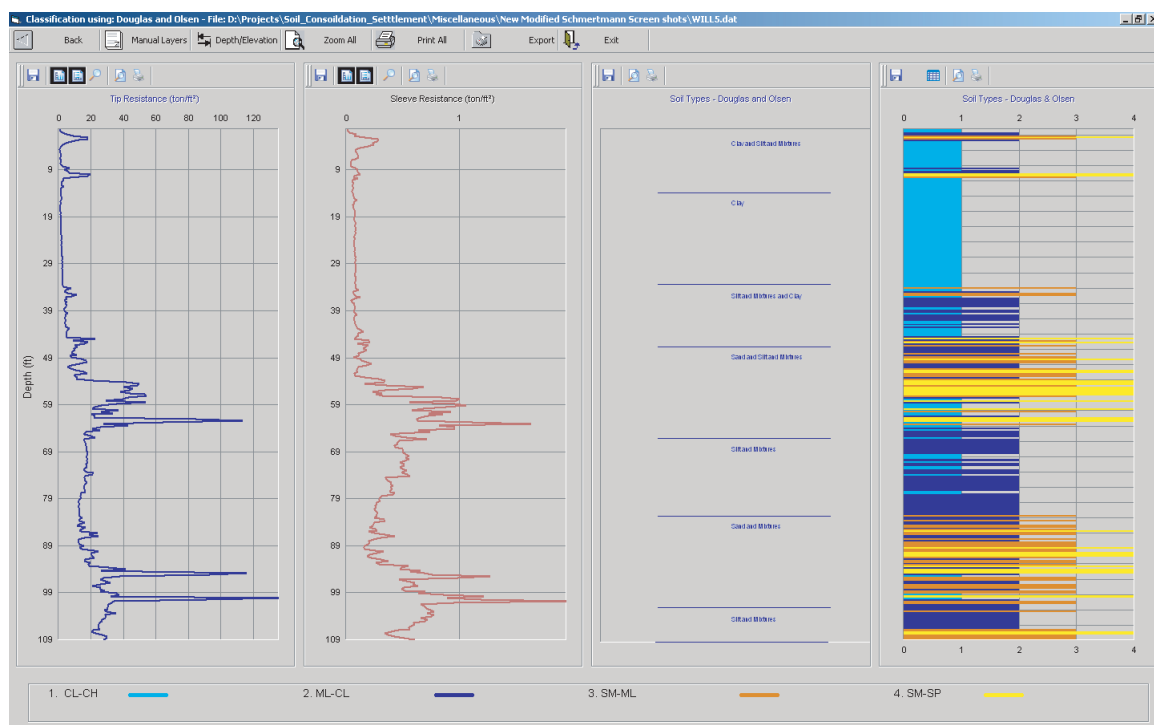 Classification using: Douglas and Olsen - File: D:\Projects\Soil_Consoildation_Setttlement\Miscellaneous\New Modified Schmertmann Screen shots\WILL5.dat
Back Manual Layers Depth/Elevation Zoom All Print All Export Exit
Tip Resistance (ton/ft²)
0 20 40 60 80 100 120
Depth (ft)
9
19
29
39
49
59
69
79
89
99
109
Sleeve Resistance (ton/ft²)
0 1
9
19
29
39
49
59
69
79
89
99
109
Soil Types - Douglas and Olsen
Clay and Silt and Mixtures
Clay
Silt and Mixtures and Clay
Sand and Silt and Mixtures
Silt and Mixtures
Sand and Mixtures
Silt and Mixtures
Soil Types - Douglas & Olsen
0 1 2 3 4
0 1 2 3 4
1. CL-CH 2. ML-CL 3. SM-ML 4. SM-SP